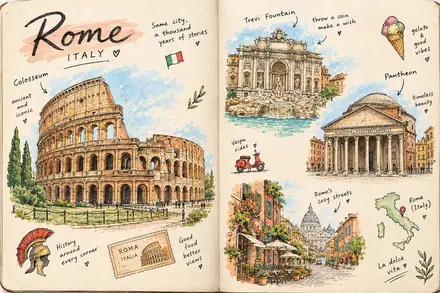 Rome
ITALY
Same city,
a thousand
years of stories
Colosseum
ancient
and
iconic
History
around
every corner
ROMA
ITALIA
Good
food
better
views
Trevi Fountain
throw a coin
make a wish
gelato
&
good
vibes
Pantheon
timeless
beauty
Vespa
rides
Rome's
cosy streets
Rome
(Italy)
La dolce
vita